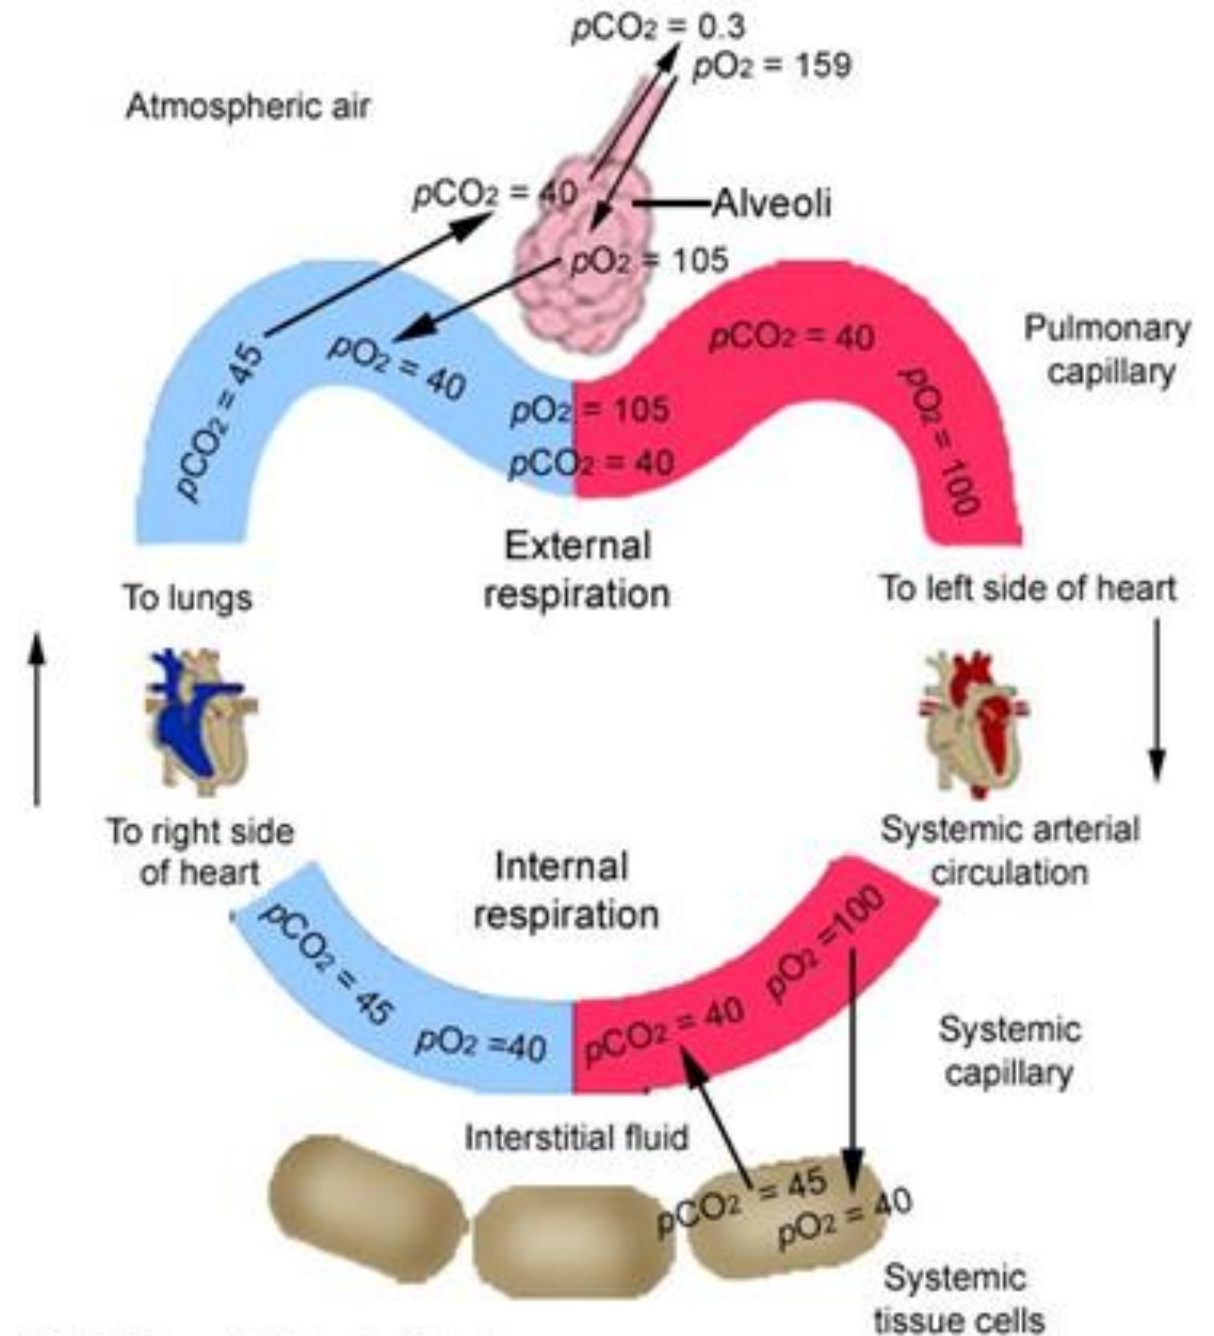 pCO2 = 0.3
pO2 = 159
Atmospheric air
pCO2 = 40
Alveoli
pO2 = 105
pCO2 = 45
pO2 = 40
pCO2 = 40
pO2 = 100
Pulmonary
capillary
pO2 = 105
pCO2 = 40
External
respiration
To lungs
To left side of heart
To right side
of heart
Internal
respiration
Systemic arterial
circulation
pCO2 = 45
pO2 =40
pCO2 = 40
pO2 =100
Systemic
capillary
Interstitial fluid
pCO2 = 45
pO2 = 40
Systemic
tissue cells